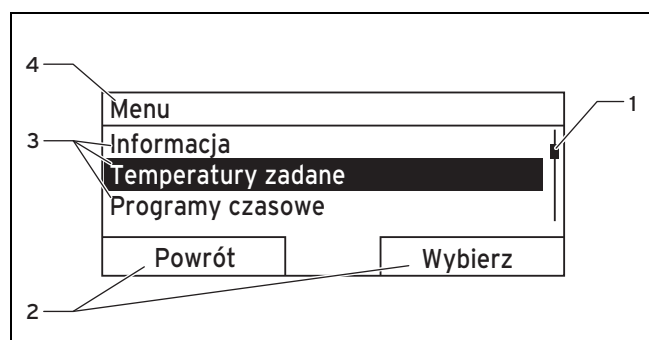 4
Menu
1
3
Informacja
Temperatury zadane
Programy czasowe
Powrót
Wybierz
2